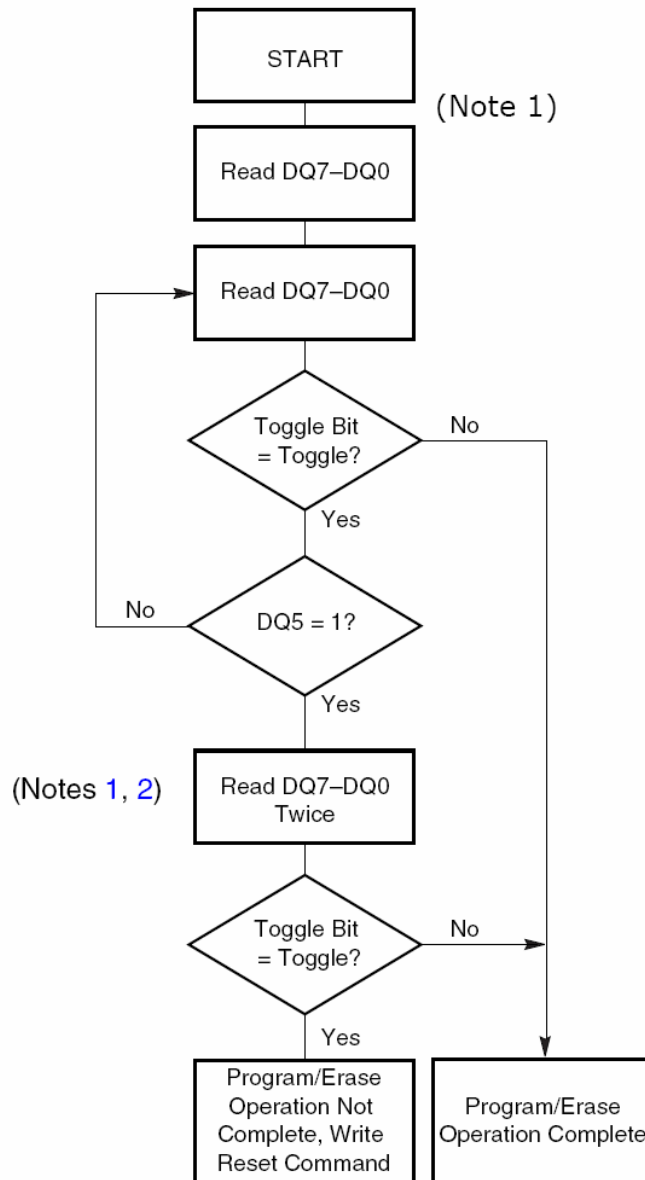 START
(Note 1)
Read DQ7–DQ0
Read DQ7–DQ0
Toggle Bit
= Toggle?
No
Yes
DQ5 = 1?
No
Yes
(Notes 1, 2)
Read DQ7–DQ0
Twice
Toggle Bit
= Toggle?
No
Yes
Program/Erase
Operation Not
Complete, Write
Reset Command
Program/Erase
Operation Complete